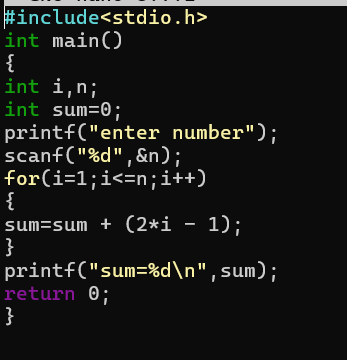 #include<stdio.h>
int main()
{
int i,n;
int sum=0;
printf("enter number");
scanf("%d",&n);
for(i=1;i<=n;i++)
{
sum=sum + (2*i - 1);
}
printf("sum=%d\n",sum);
return 0;
}